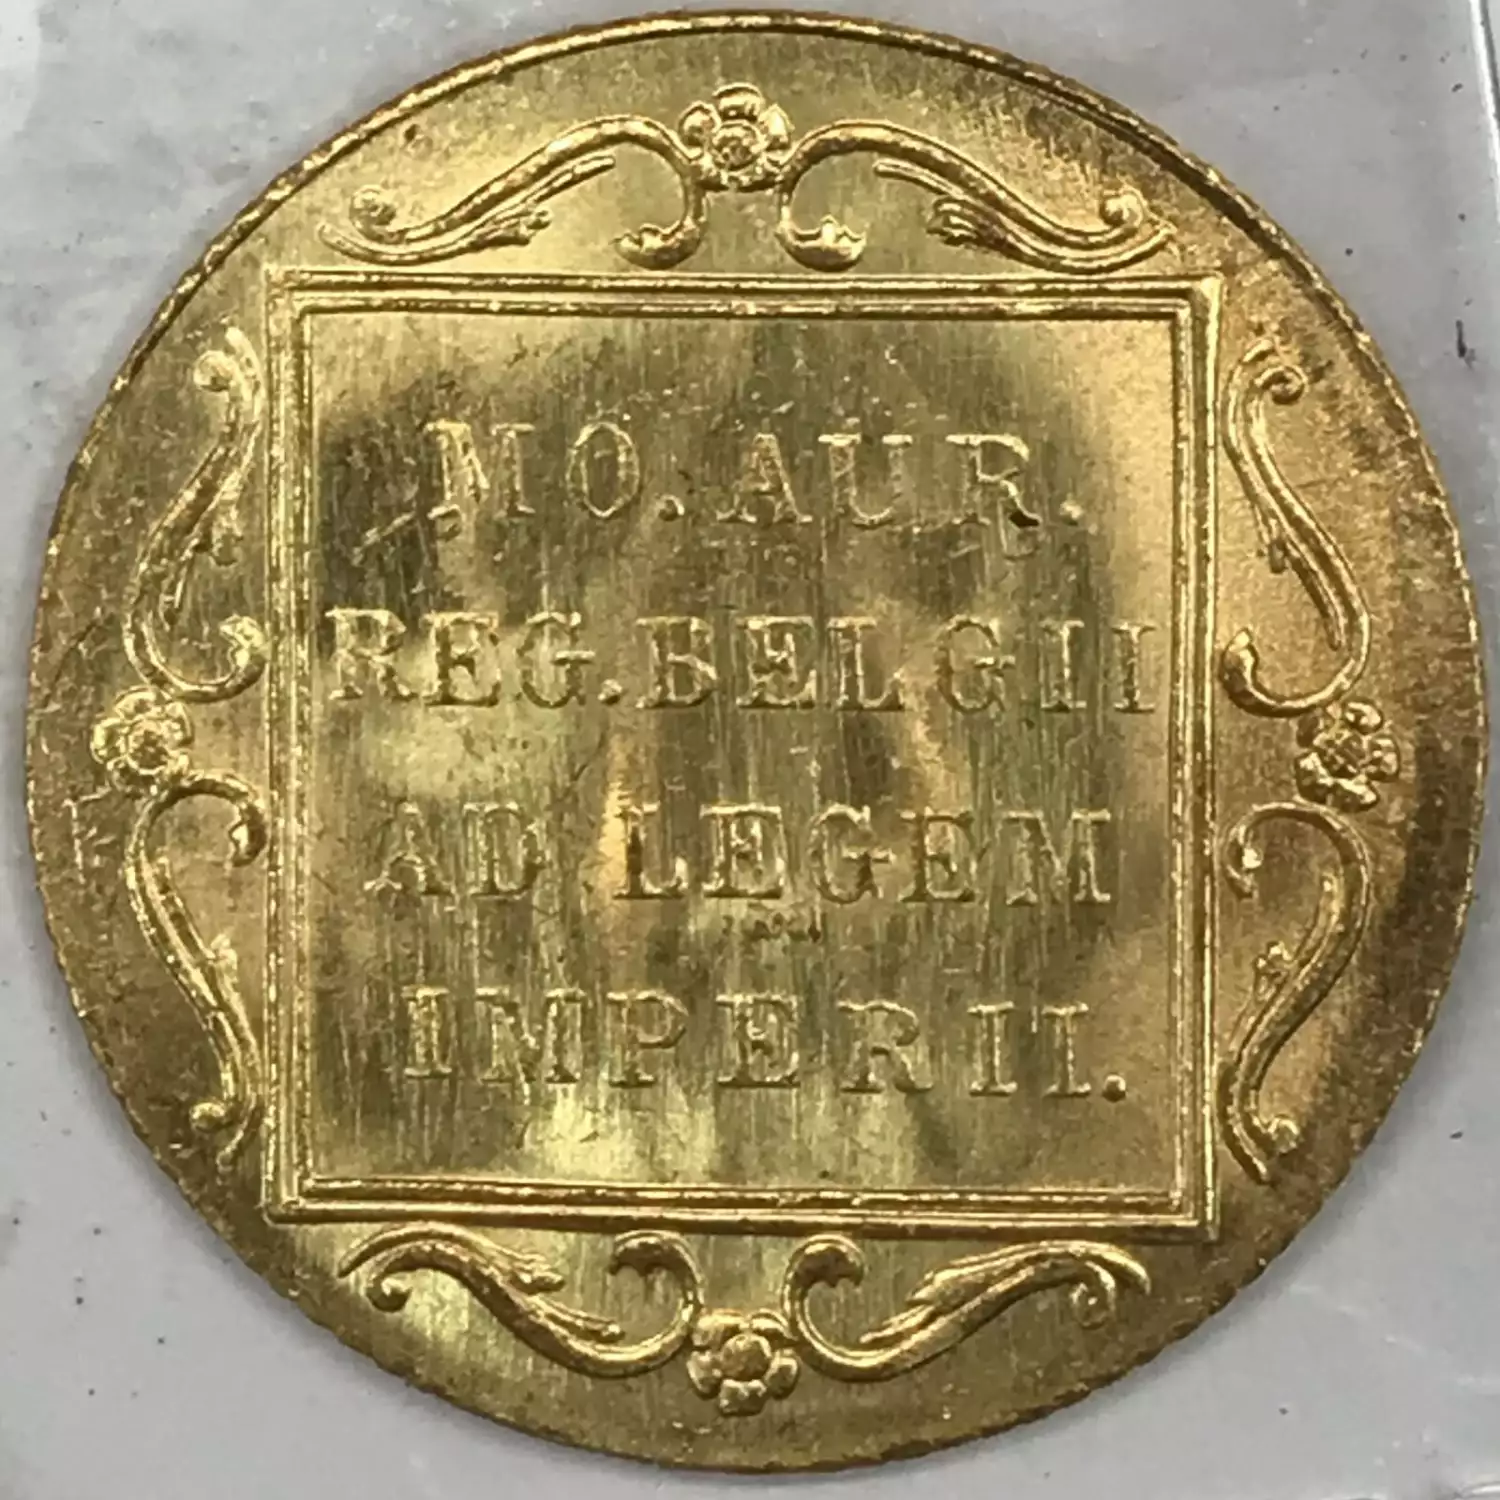 MO. AUR.
REG. BELGII
AD LEGEM
IMPERII.